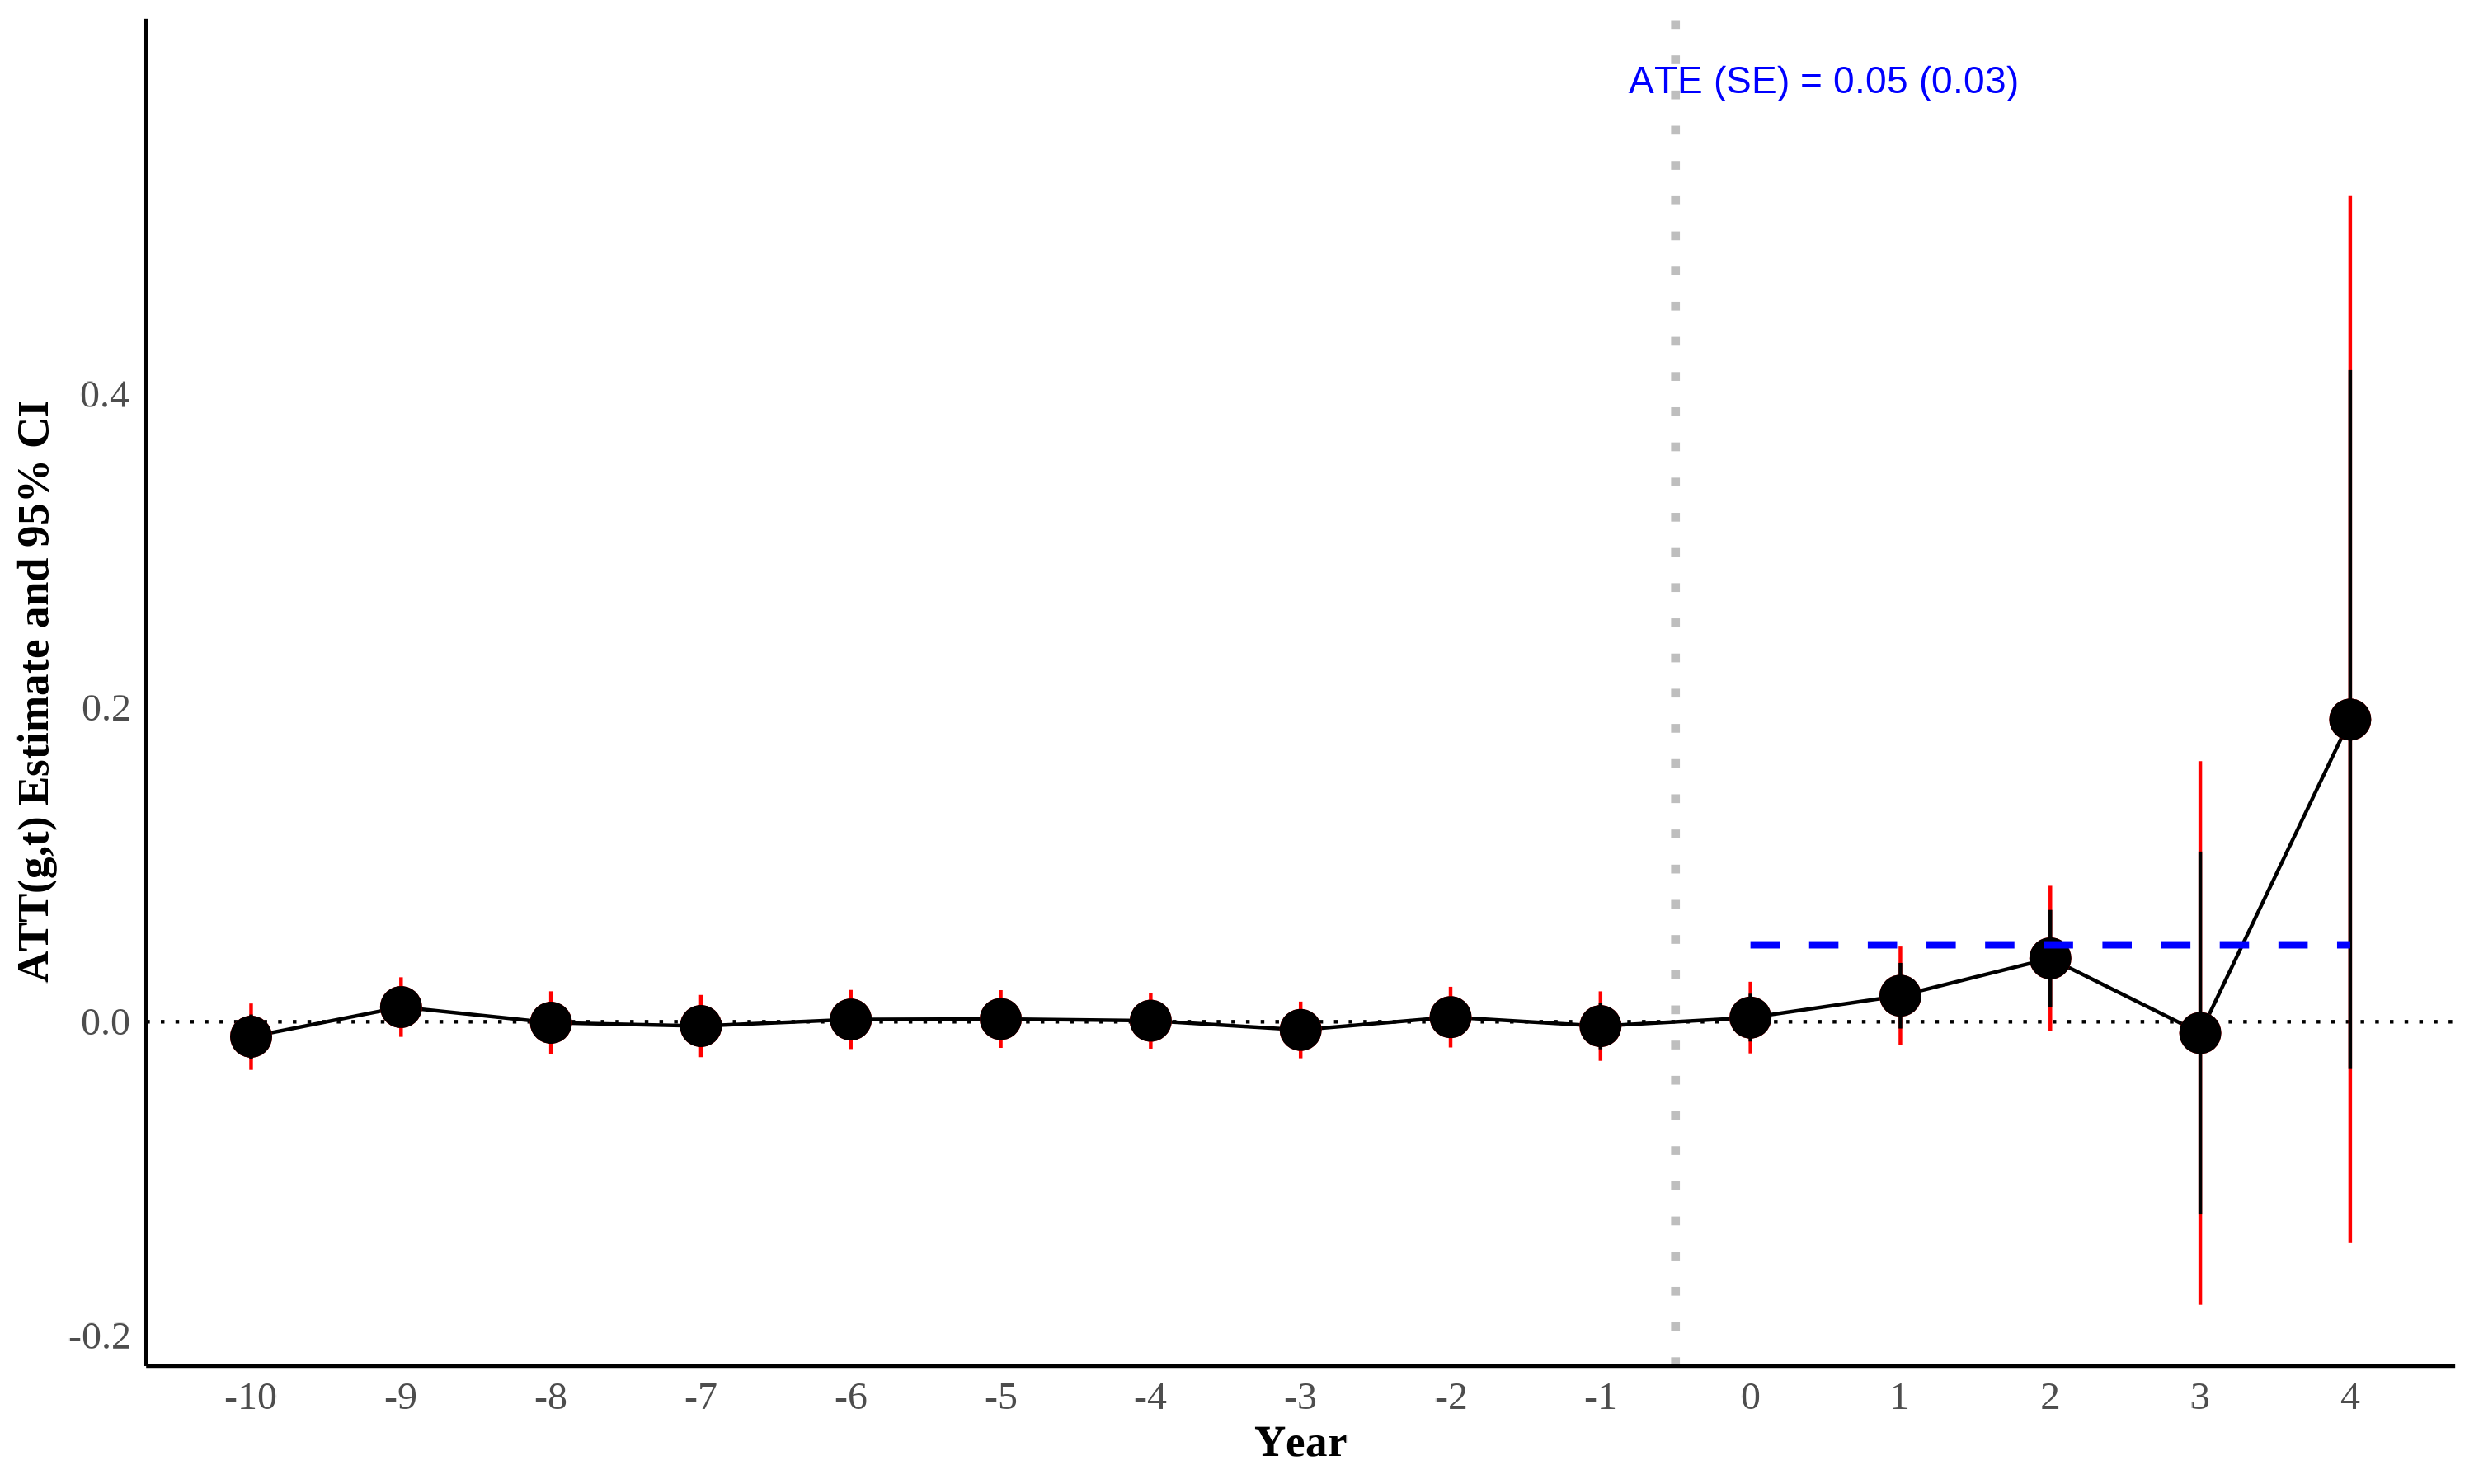 ATE (SE) = 0.05 (0.03)
ATT(g,t) Estimate and 95% CI
0.4
0.2
0.0
-0.2
-10 -9 -8 -7 -6 -5 -4 -3 -2 -1 0 1 2 3 4
Year